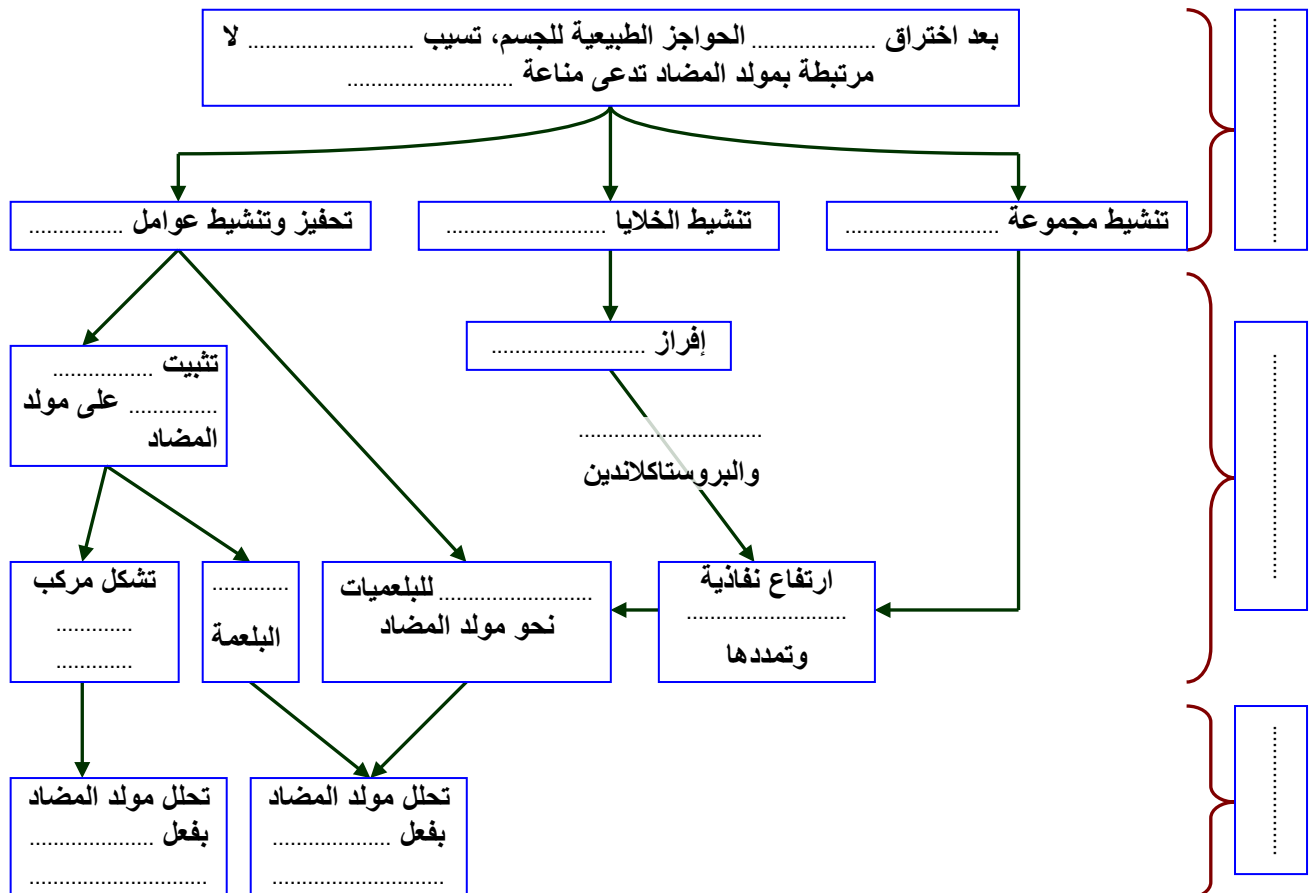 بعد اختراق ..................... الحواجز الطبيعية للجسم، تسبب ............................ لا
مرتبطة بمولد المضاد تدعى مناعة ............................
تنشيط مجموعة ..........................
تنشيط الخلايا ..........................
تحفيز وتنشيط عوامل ................
إفراز ..........................
تثبيت .................
............... على مولد
المضاد
...............................
والبروستاكلاندين
ارتفاع نفاذية
...........................
وتمددها
.......................... للبلعميات
نحو مولد المضاد
.............
البلعمة
تشكل مركب
.............
.............
تحلل مولد المضاد
بفعل ....................
.............................
تحلل مولد المضاد
بفعل .....................
..............................